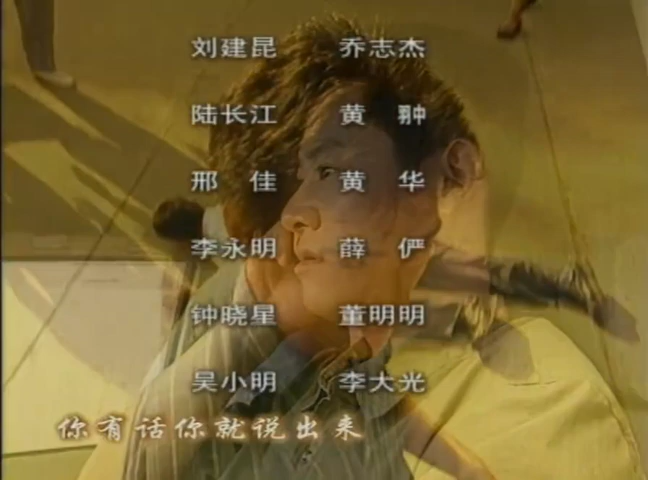 刘建昆 乔志杰
陆长江 黄翀
邢佳 黄华
李永明 薛俨
钟晓星 董明明
吴小明 李大光
你有话你就说出来